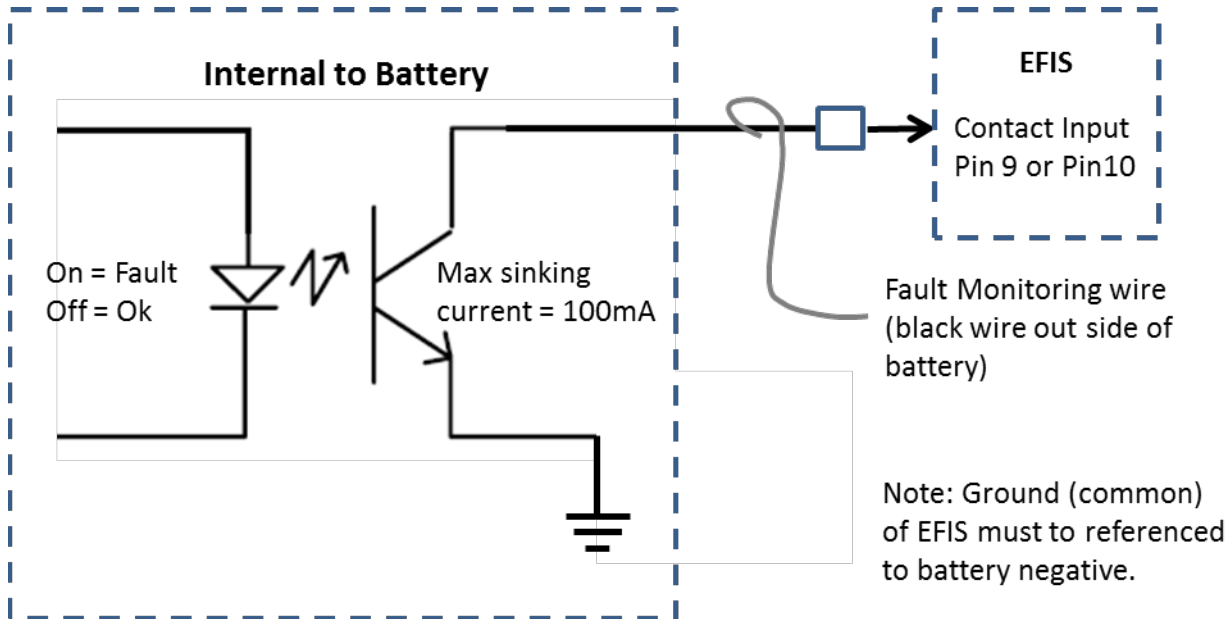 Internal to Battery
EFIS
Contact Input
Pin 9 or Pin10
On = Fault
Off = Ok
Max sinking
current = 100mA
Fault Monitoring wire
(black wire out side of
battery)
Note: Ground (common)
of EFIS must to referenced
to battery negative.